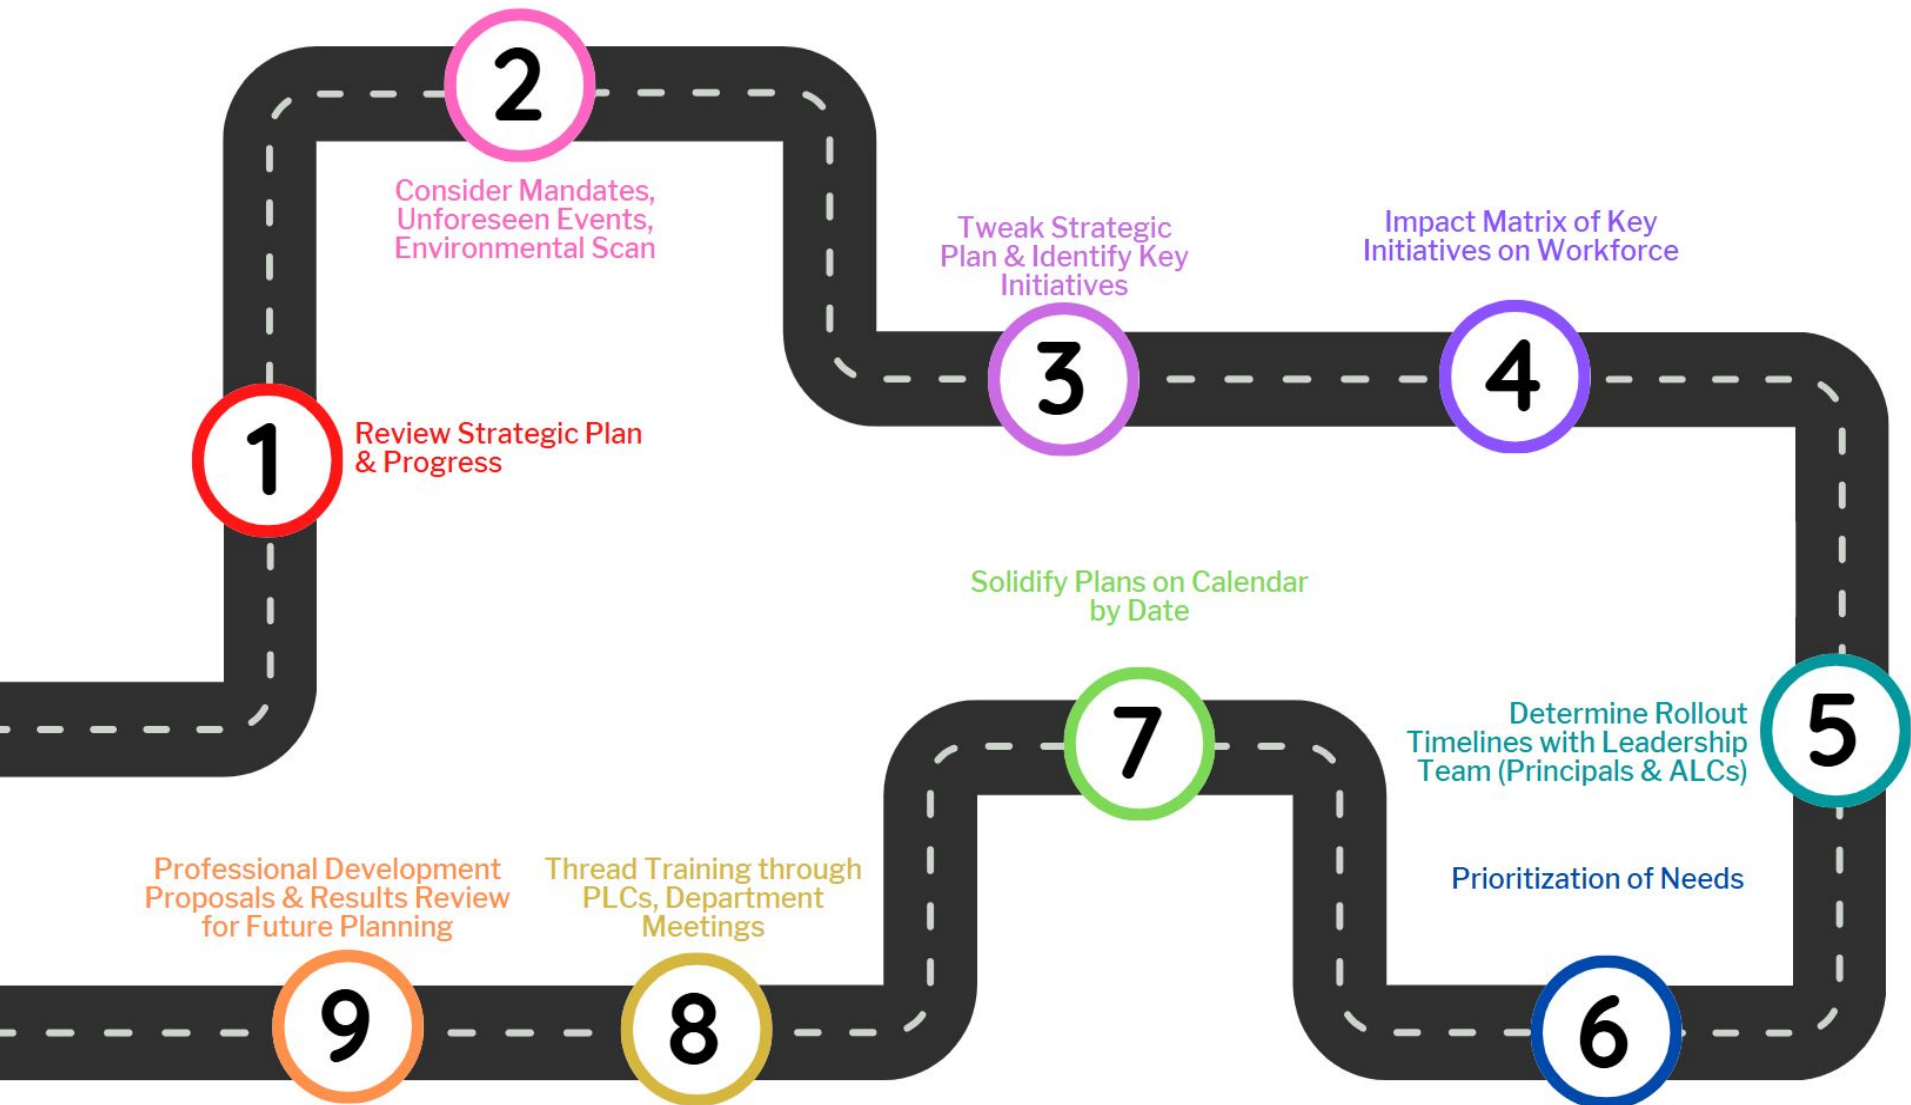 1
Review Strategic Plan
& Progress
2
Consider Mandates,
Unforeseen Events,
Environmental Scan
Tweak Strategic
Plan & Identify Key
Initiatives
3
Impact Matrix of Key
Initiatives on Workforce
4
Determine Rollout
Timelines with Leadership
Team (Principals & ALCs)
5
Prioritization of Needs
6
Solidify Plans on Calendar
by Date
7
Thread Training through
PLCs, Department
Meetings
8
Professional Development
Proposals & Results Review
for Future Planning
9